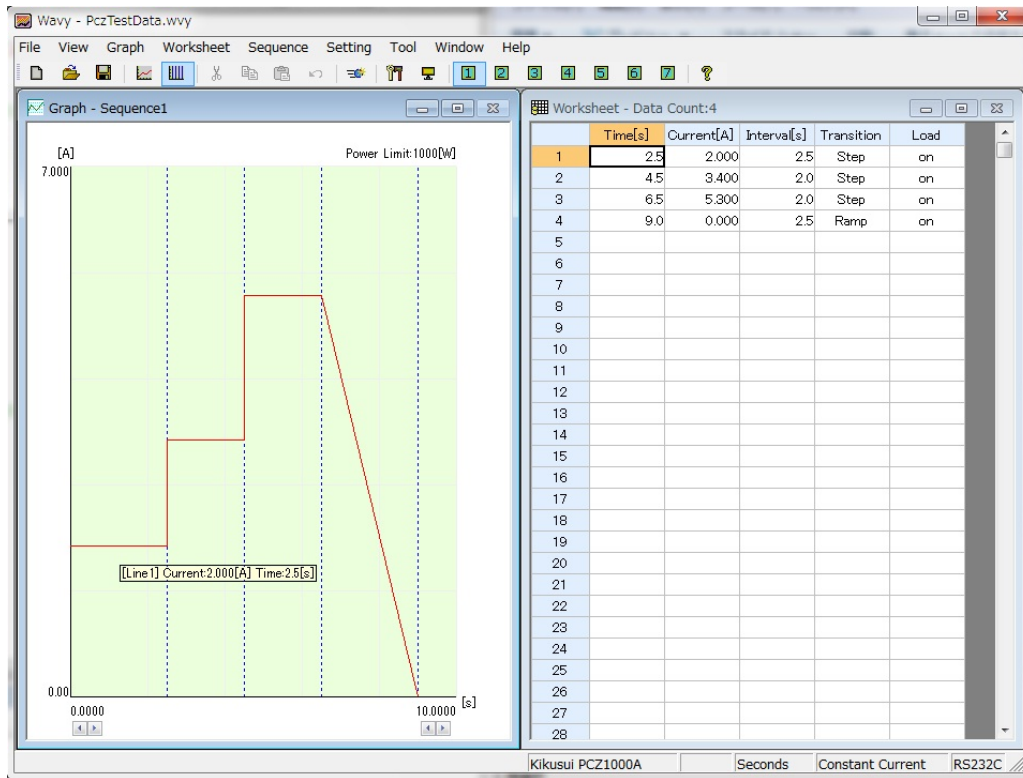 Wavy - PczTestData.wvy
File View Graph Worksheet Sequence Setting Tool Window Help
1 2 3 4 5 6 7 ?
Graph - Sequence1
[A] Power Limit:1000[W]
7.000
[Line1] Current:2.000[A] Time:2.5[s]
0.00
0.0000 10.0000 [s]
Worksheet - Data Count:4
Time[s] Current[A] Interval[s] Transition Load
1 2.5 2.000 2.5 Step on
2 4.5 3.400 2.0 Step on
3 6.5 5.300 2.0 Step on
4 9.0 0.000 2.5 Ramp on
5
6
7
8
9
10
11
12
13
14
15
16
17
18
19
20
21
22
23
24
25
26
27
28
Kikusui PCZ1000A Seconds Constant Current RS232C